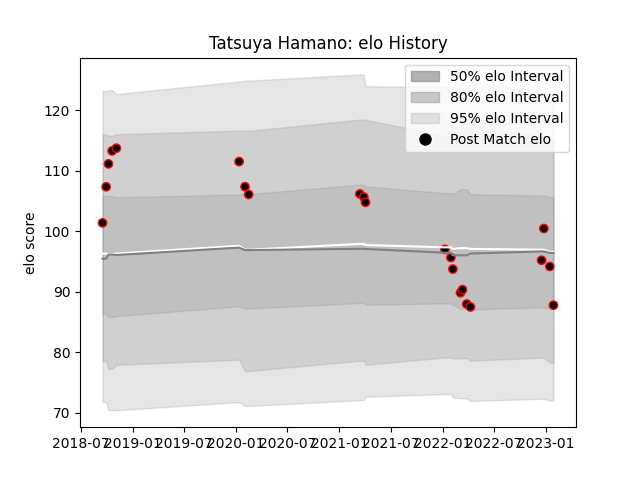 Tatsuya Hamano: elo History
50% elo Interval
80% elo Interval
95% elo Interval
Post Match elo
elo score
120
110
100
90
80
70
2018-07 2019-01 2019-07 2020-01 2020-07 2021-01 2021-07 2022-01 2022-07 2023-01